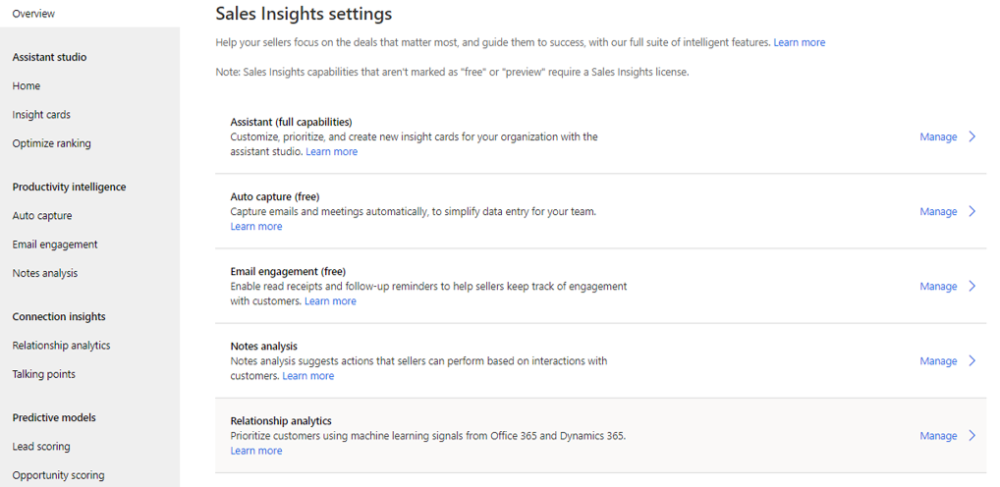 Overview
Assistant studio
Home
Insight cards
Optimize ranking
Productivity intelligence
Auto capture
Email engagement
Notes analysis
Connection insights
Relationship analytics
Talking points
Predictive models
Lead scoring
Opportunity scoring
Sales Insights settings
Help your sellers focus on the deals that matter most, and guide them to success, with our full suite of intelligent features. Learn more
Note: Sales Insights capabilities that aren't marked as "free" or "preview" require a Sales Insights license.
Assistant (full capabilities)
Customize, prioritize, and create new insight cards for your organization with the
assistant studio. Learn more
Manage
Auto capture (free)
Capture emails and meetings automatically, to simplify data entry for your team.
Learn more
Manage
Email engagement (free)
Enable read receipts and follow-up reminders to help sellers keep track of engagement
with customers. Learn more
Manage
Notes analysis
Notes analysis suggests actions that sellers can perform based on interactions with
customers. Learn more
Manage
Relationship analytics
Prioritize customers using machine learning signals from Office 365 and Dynamics 365.
Learn more
Manage